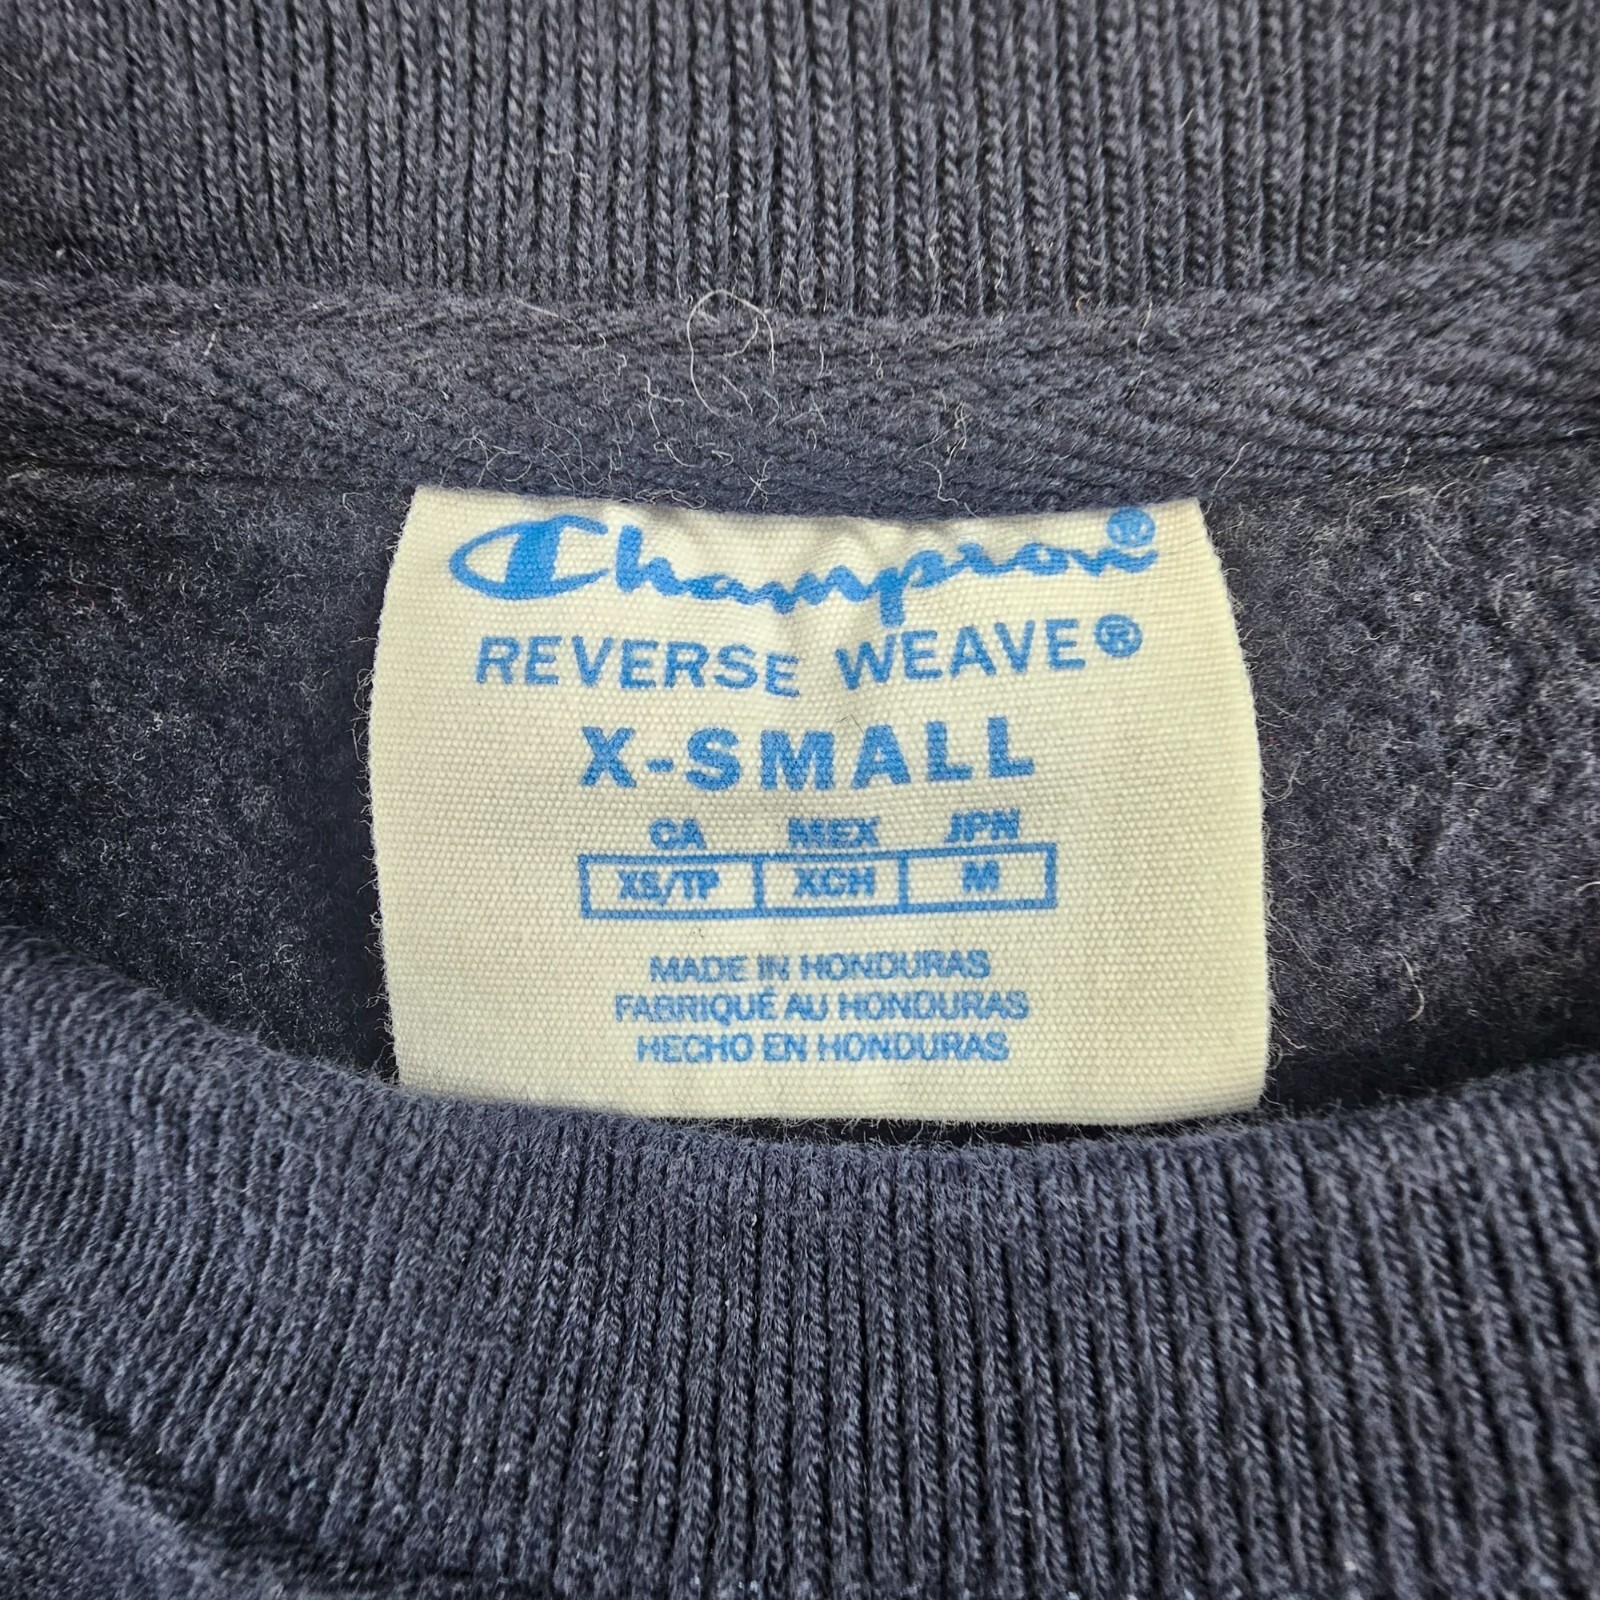 Champion®
REVERSE WEAVE®
X-SMALL
CA MEX JPN
XS/TP XCH M
MADE IN HONDURAS
FABRIQUÉ AU HONDURAS
HECHO EN HONDURAS